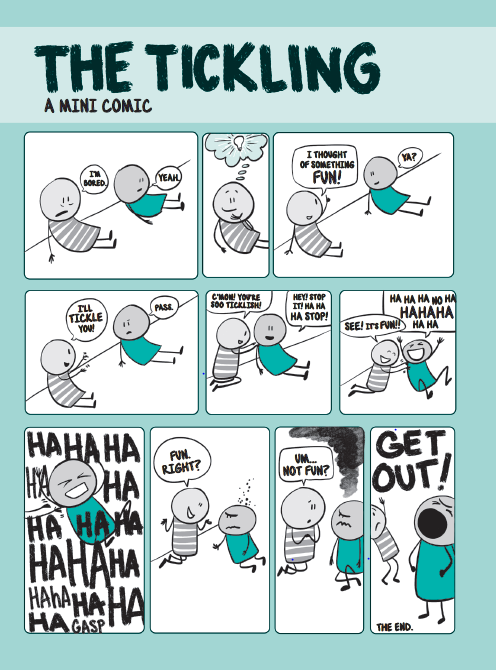 THE TICKLING
A MINI COMIC
I'M
BORED.
YEAH.
I THOUGHT
OF SOMETHING
FUN!
YA?
I'LL
TICKLE
YOU!
PASS.
C'MON! YOU'RE
SOO TICKLISH!
HEY! STOP
IT! HA HA
HA STOP!
SEE! IT'S FUN!!
HA HA HA NO HA
HAHAHA
HA HA
HA HA HA
HA HA
HA HA HA
HA HA HA
HAHA HA HA
HA HA GASP
FUN.
RIGHT?
UM...
NOT FUN?
GET
OUT!
THE END.